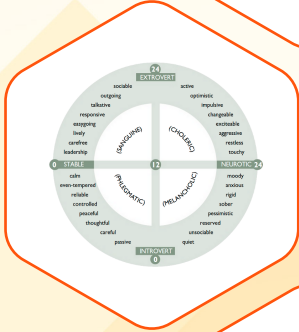 24
EXTROVERT
sociable active
outgoing optimistic
talkative impulsive
responsive changeable
easygoing exciteable
lively aggressive
carefree restless
leadership touchy
(SANGUINE) (CHOLERIC)
0 STABLE 12 NEUROTIC 24
(PHLEGMATIC) (MELANCHOLIC)
calm moody
even-tempered anxious
reliable rigid
controlled sober
peaceful pessimistic
thoughtful reserved
careful unsociable
passive quiet
INTROVERT
0